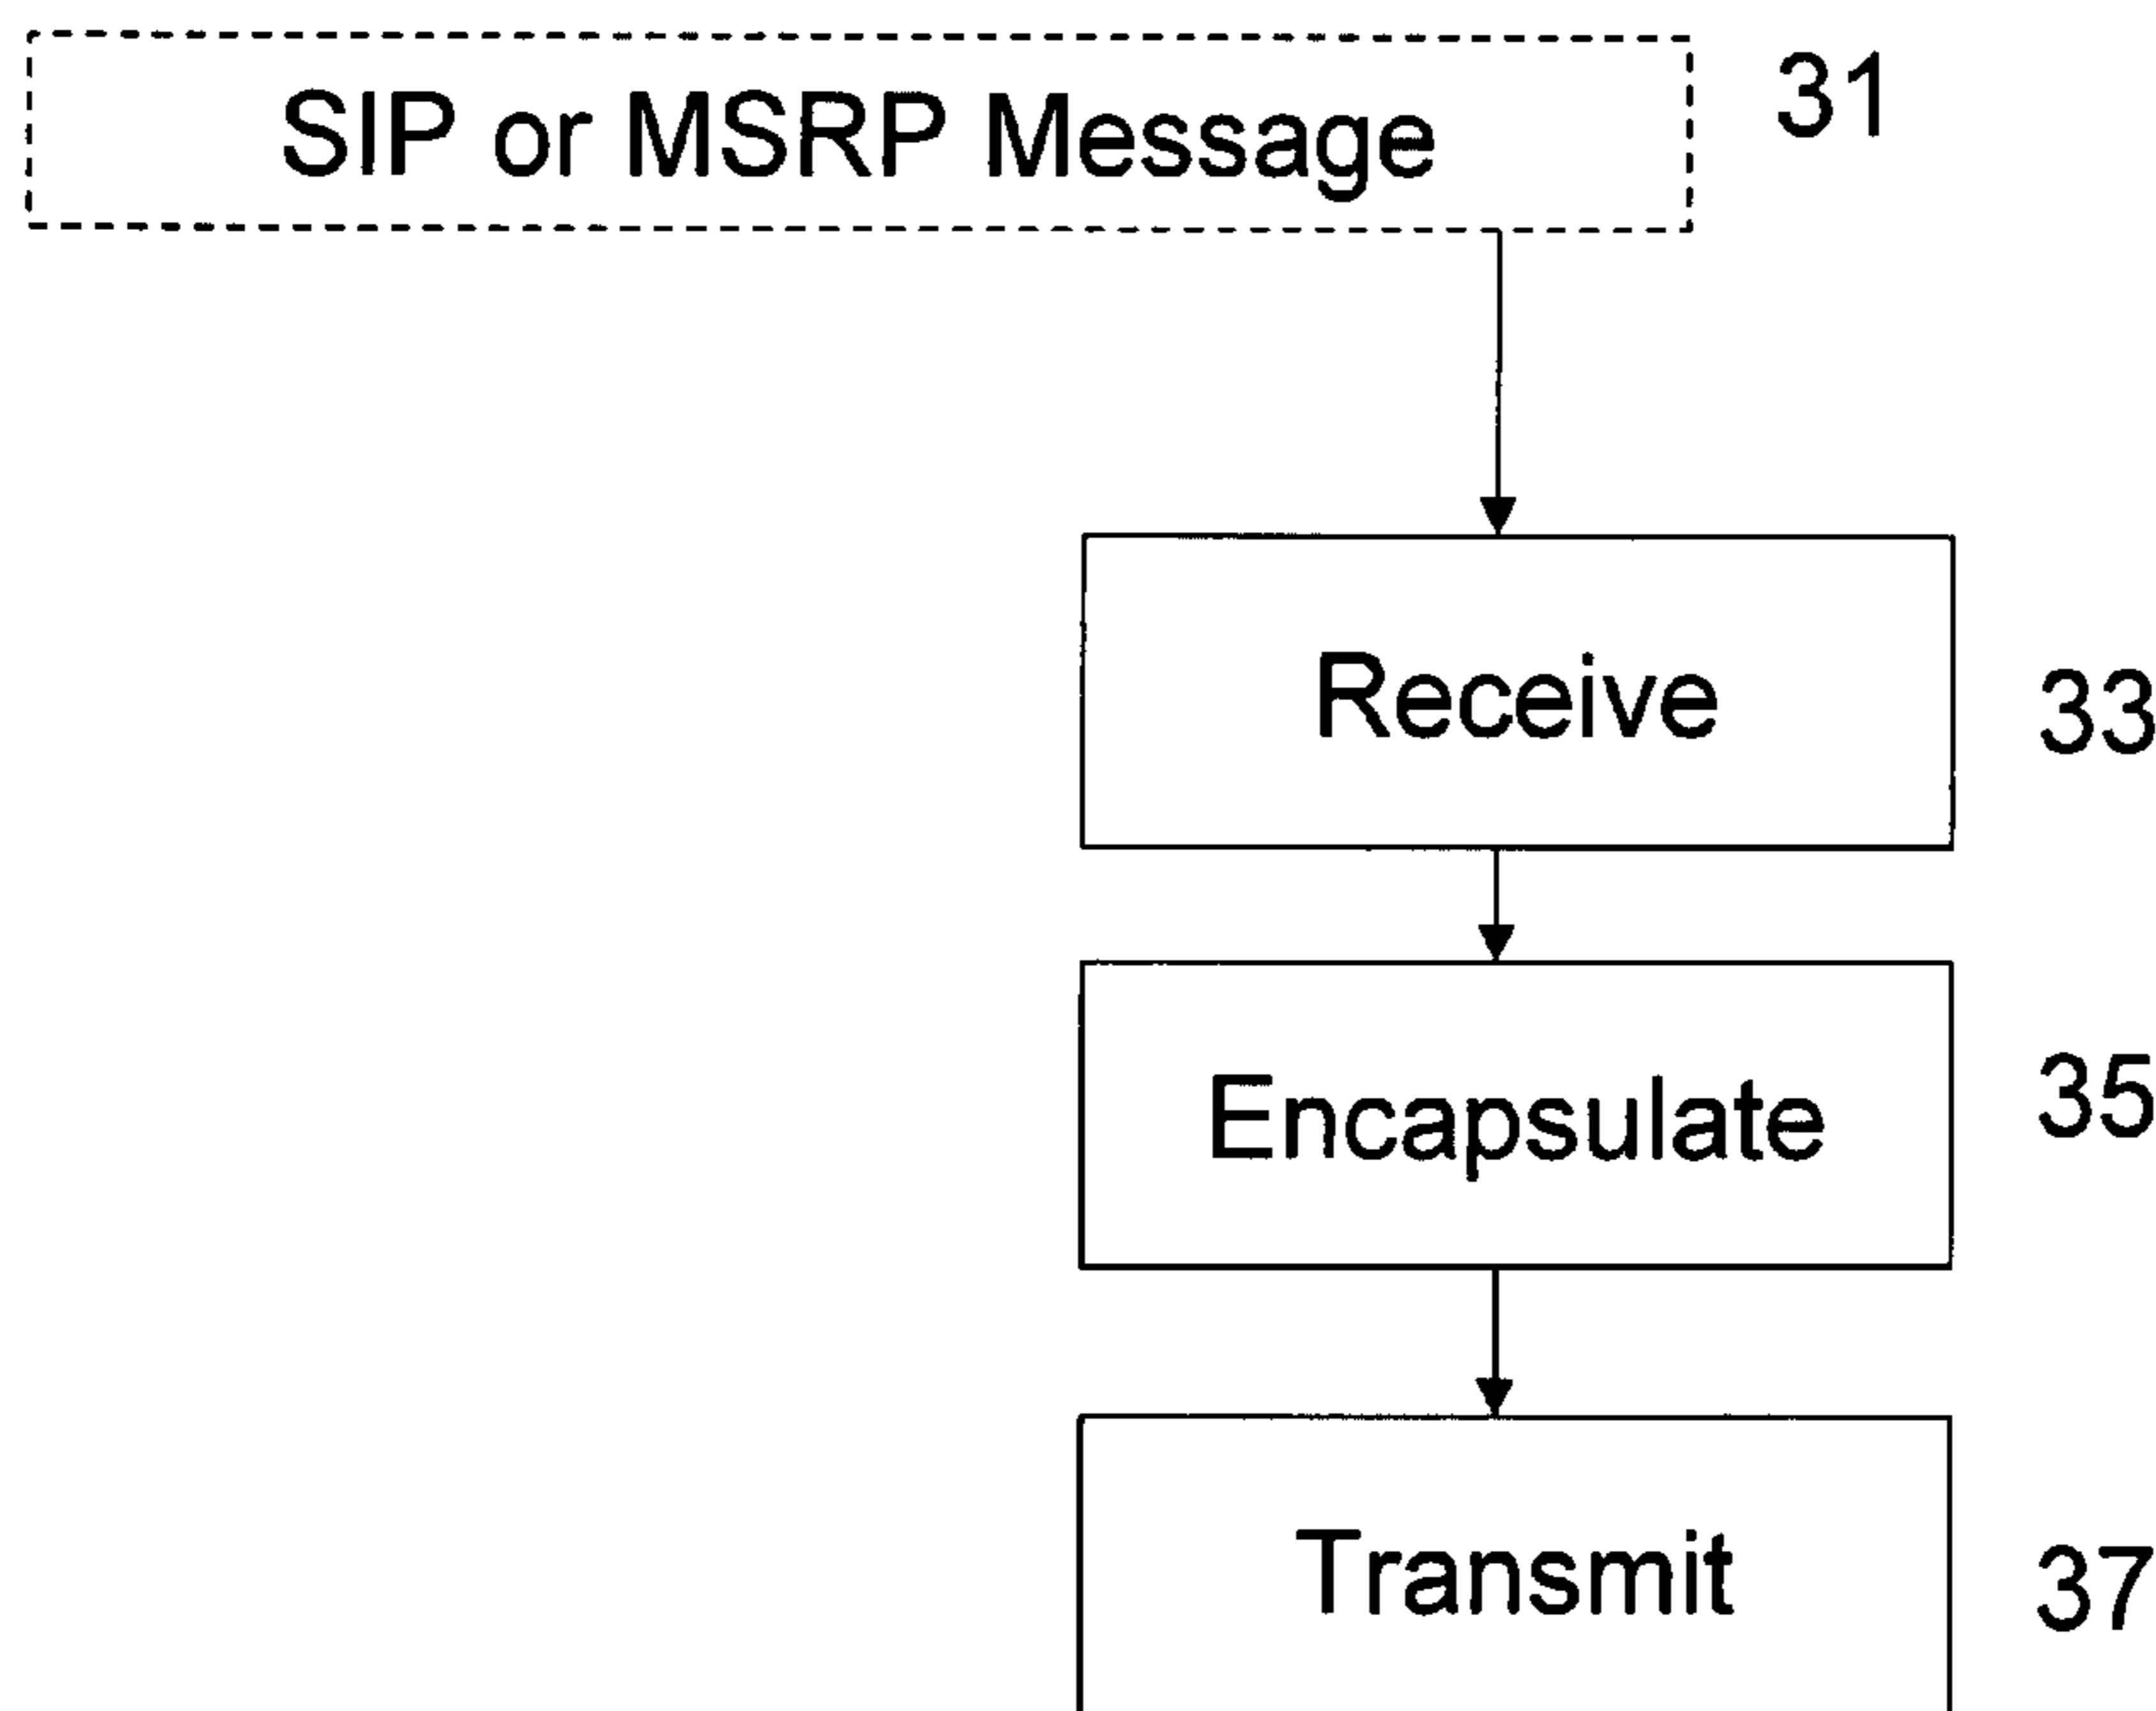 SIP or MSRP Message 31
Receive 33
Encapsulate 35
Transmit 37